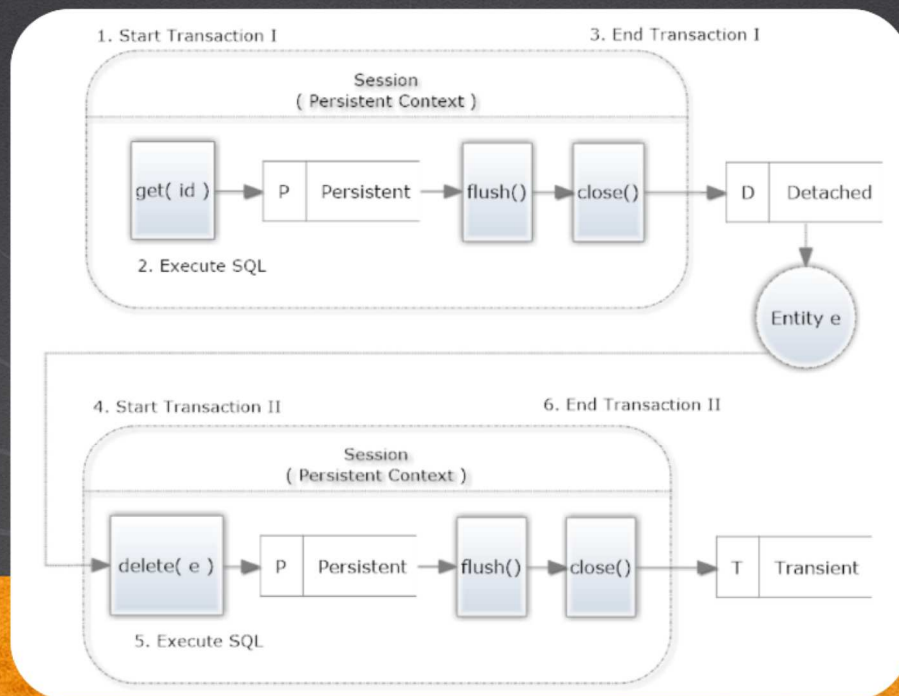 1. Start Transaction I
3. End Transaction I
Session
( Persistent Context )
get( id )
P
Persistent
flush()
close()
D
Detached
2. Execute SQL
Entity e
4. Start Transaction II
6. End Transaction II
Session
( Persistent Context )
delete( e )
P
Persistent
flush()
close()
T
Transient
5. Execute SQL